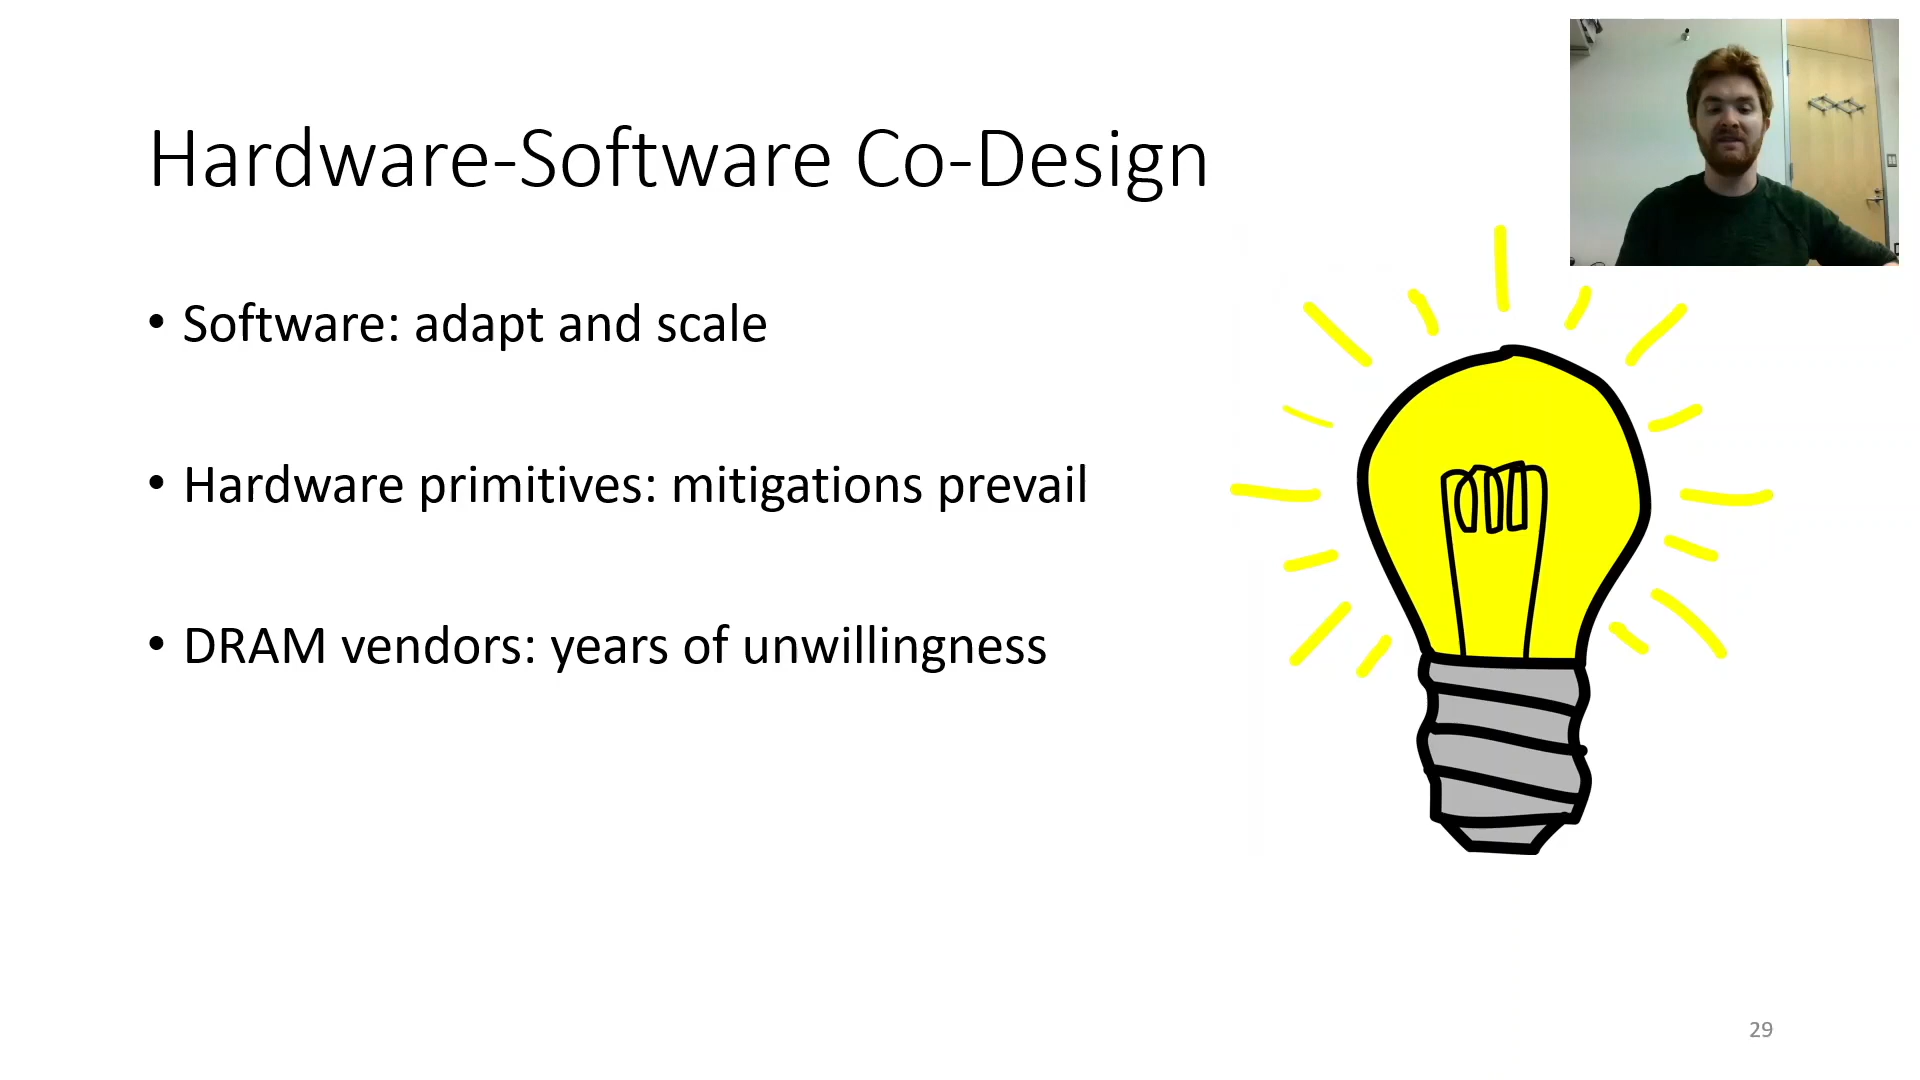 Hardware-Software Co-Design
• Software: adapt and scale
• Hardware primitives: mitigations prevail
• DRAM vendors: years of unwillingness
29